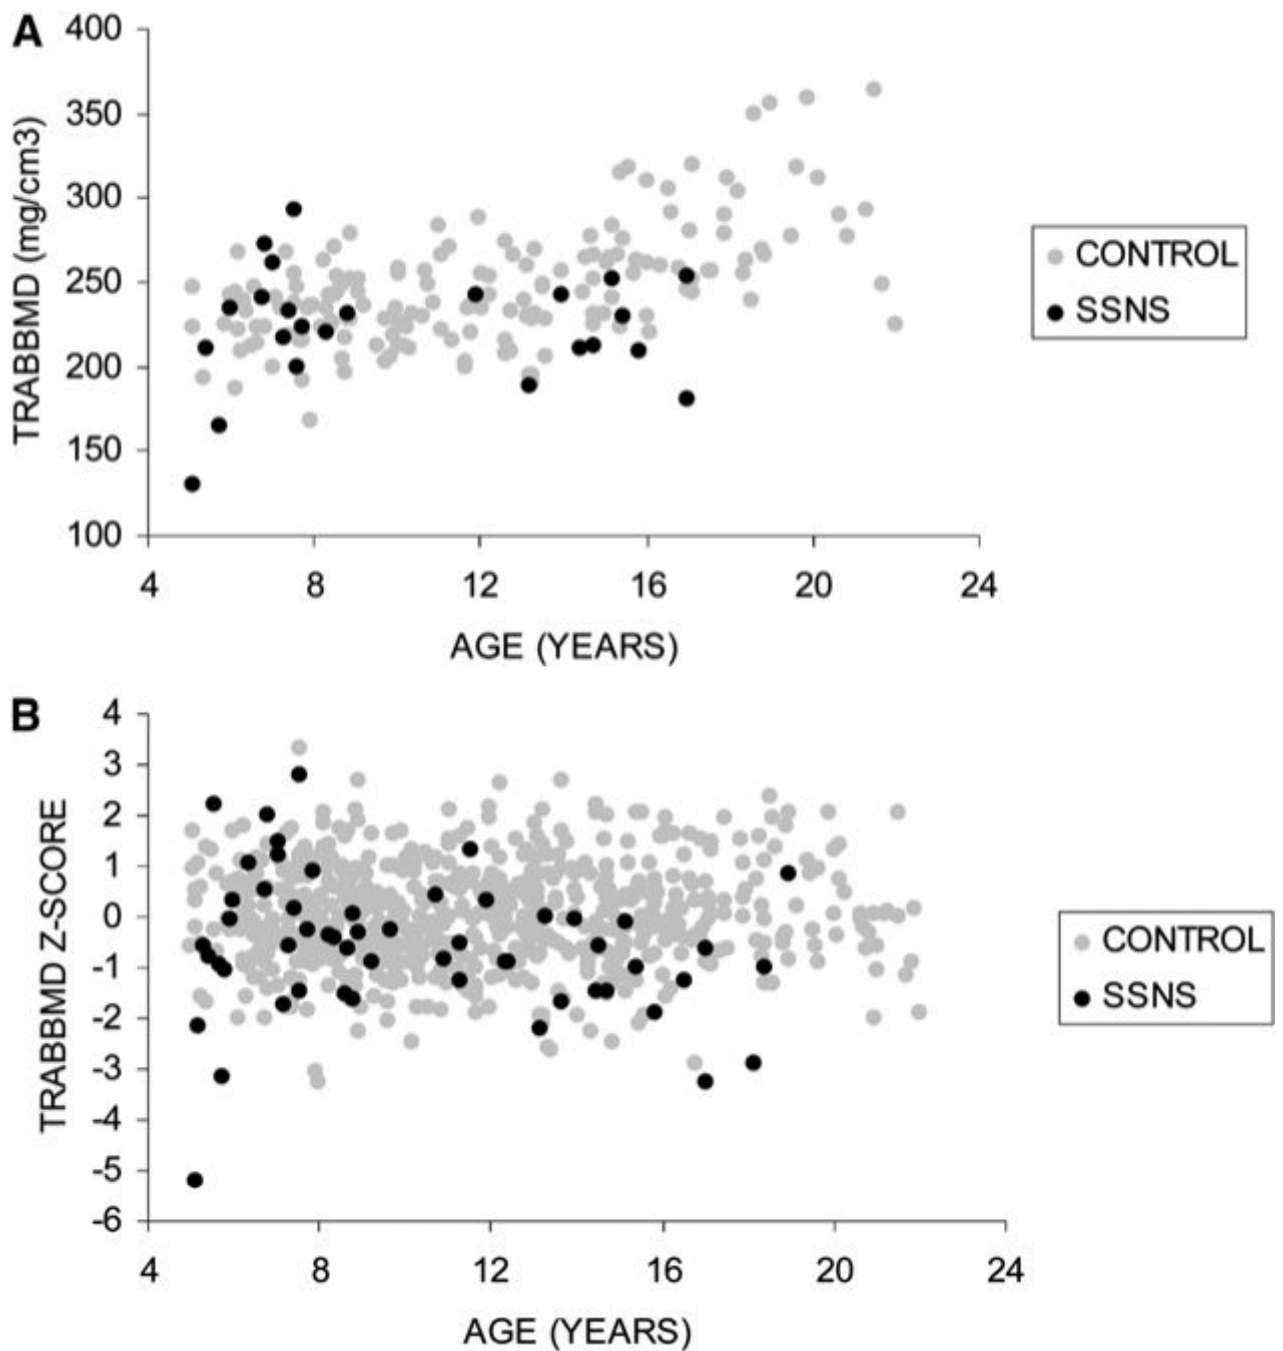 A
400
350
300
250
200
150
100
TRABBMD (mg/cm3)
4 8 12 16 20 24
AGE (YEARS)
CONTROL
SSNS
B
4
3
2
1
0
-1
-2
-3
-4
-5
-6
TRABBMD Z-SCORE
4 8 12 16 20 24
AGE (YEARS)
CONTROL
SSNS